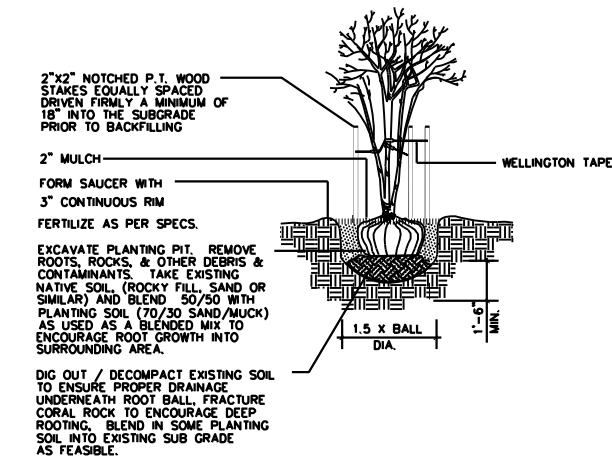 2"X2" NOTCHED P.T. WOOD
STAKES EQUALLY SPACED
DRIVEN FIRMLY A MINIMUM OF
18" INTO THE SUBGRADE
PRIOR TO BACKFILLING
2" MULCH
WELLINGTON TAPE
FORM SAUCER WITH
3" CONTINUOUS RIM
FERTILIZE AS PER SPECS.
EXCAVATE PLANTING PIT. REMOVE
ROOTS, ROCKS, & OTHER DEBRIS &
CONTAMINANTS. TAKE EXISTING
NATIVE SOIL, (ROCKY FILL, SAND OR
SIMILAR) AND BLEND 50/50 WITH
PLANTING SOIL (70/30 SAND/MUCK)
AS USED AS A BLENDED MIX TO
ENCOURAGE ROOT GROWTH INTO
SURROUNDING AREA.
1.5 X BALL
DIA.
1'-6"
MIN.
DIG OUT / DECOMPACT EXISTING SOIL
TO ENSURE PROPER DRAINAGE
UNDERNEATH ROOT BALL, FRACTURE
CORAL ROCK TO ENCOURAGE DEEP
ROOTING, BLEND IN SOME PLANTING
SOIL INTO EXISTING SUB GRADE
AS FEASIBLE.